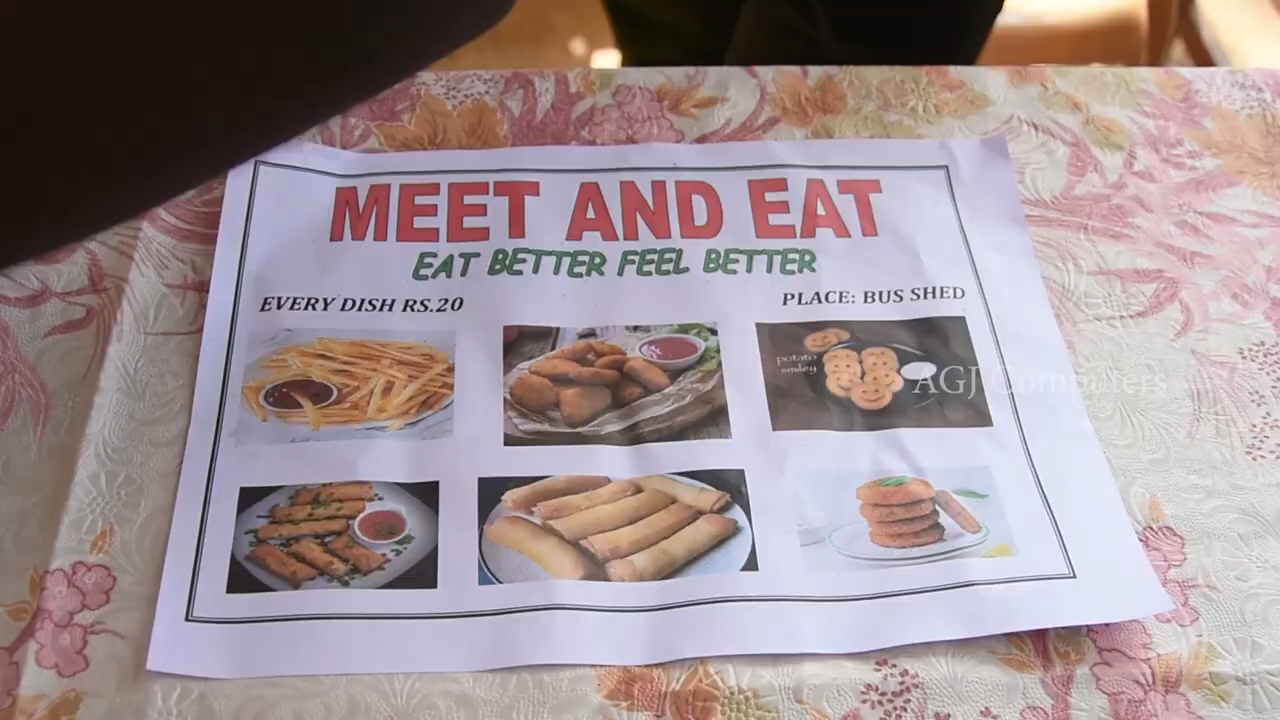 MEET AND EAT
EAT BETTER FEEL BETTER
EVERY DISH RS.20
PLACE: BUS SHED
potato
smiley
AGJ Computers